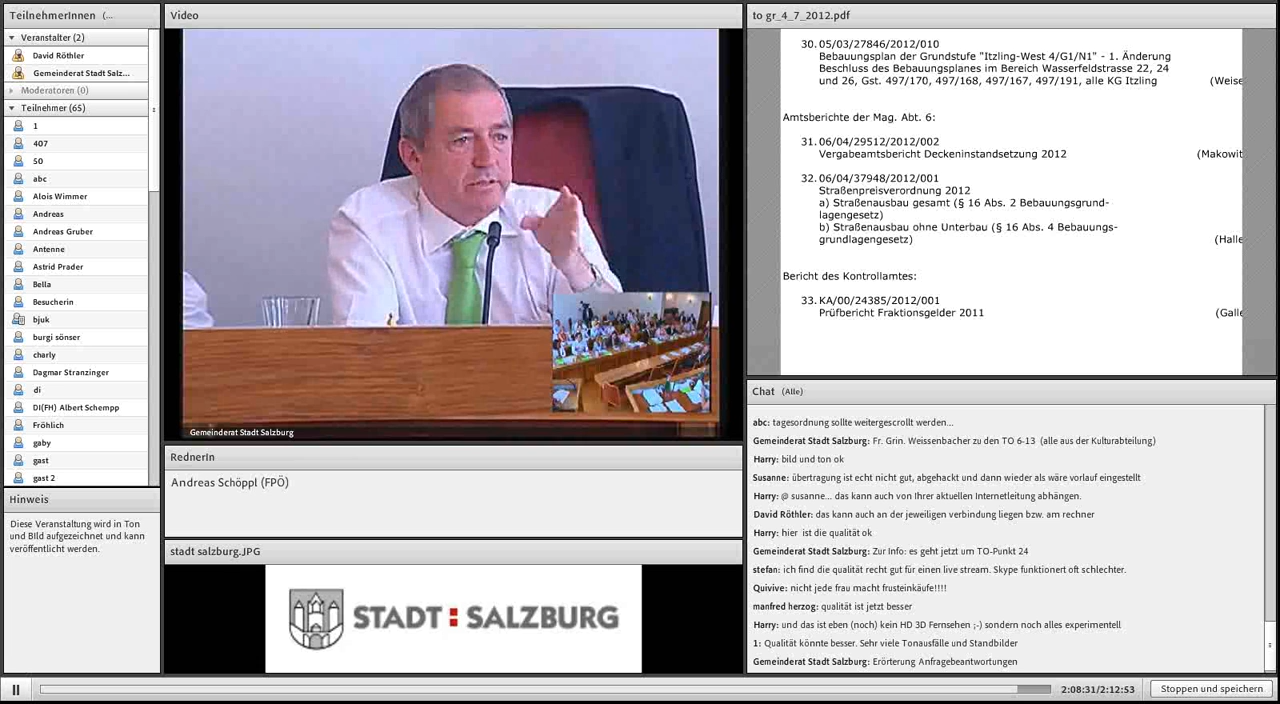 TeilnehmerInnen (...
Veranstalter (2)
David Röthler
Gemeinderat Stadt Salz...
Moderatoren (0)
Teilnehmer (65)
1
407
50
abc
Alois Wimmer
Andreas
Andreas Gruber
Antenne
Astrid Prader
Bella
Besucherin
bjuk
burgi sönser
charly
Dagmar Stranzinger
di
DI(FH) Albert Schempp
Fröhlich
gaby
gast
gast 2
Hinweis
Diese Veranstaltung wird in Ton
und BIld aufgezeichnet und kann
veröffentlicht werden.
Video
Gemeinderat Stadt Salzburg
RednerIn
Andreas Schöppl (FPÖ)
stadt salzburg.JPG
STADT : SALZBURG
to gr_4_7_2012.pdf
30. 05/03/27846/2012/010
Bebauungsplan der Grundstufe "Itzling-West 4/G1/N1" - 1. Änderung
Beschluss des Bebauungsplanes im Bereich Wasserfeldstrasse 22, 24
und 26, Gst. 497/170, 497/168, 497/167, 497/191, alle KG Itzling (Weise
Amtsberichte der Mag. Abt. 6:
31. 06/04/29512/2012/002
Vergabeamtsbericht Deckeninstandsetzung 2012 (Makowit
32. 06/04/37948/2012/001
Straßenpreisverordnung 2012
a) Straßenausbau gesamt (§ 16 Abs. 2 Bebauungsgrund-
lagengesetz)
b) Straßenausbau ohne Unterbau (§ 16 Abs. 4 Bebauungs-
grundlagengesetz) (Halle
Bericht des Kontrollamtes:
33. KA/00/24385/2012/001
Prüfbericht Fraktionsgelder 2011 (Galle
Chat (Alle)
abc: tagesordnung sollte weitergescrollt werden...
Gemeinderat Stadt Salzburg: Fr. Grin. Weissenbacher zu den TO 6-13 (alle aus der Kulturabteilung)
Harry: bild und ton ok
Susanne: übertragung ist echt nicht gut, abgehackt und dann wieder als wäre vorlauf eingestellt
Harry: @ susanne... das kann auch von Ihrer aktuellen Internetleitung abhängen.
David Röthler: das kann auch an der jeweiligen verbindung liegen bzw. am rechner
Harry: hier ist die qualität ok
Gemeinderat Stadt Salzburg: Zur Info: es geht jetzt um TO-Punkt 24
stefan: ich find die qualität recht gut für einen live stream. Skype funktionert oft schlechter.
Quivive: nicht jede frau macht frusteinkäufe!!!!
manfred herzog: qualität ist jetzt besser
Harry: und das ist eben (noch) kein HD 3D Fernsehen ;-) sondern noch alles experimentell
1: Qualität könnte besser. Sehr viele Tonausfälle und Standbilder
Gemeinderat Stadt Salzburg: Erörterung Anfragebeantwortungen
2:08:31/2:12:53
Stoppen und speichern